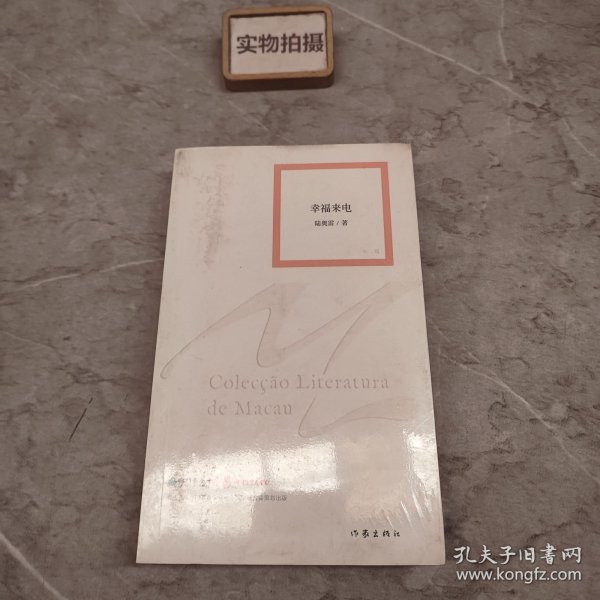 实物拍摄
幸福来电
陆奥雷 / 著
Colecção Literatura
de Macau
作家出版社
孔夫子旧书网
www.kongfz.com